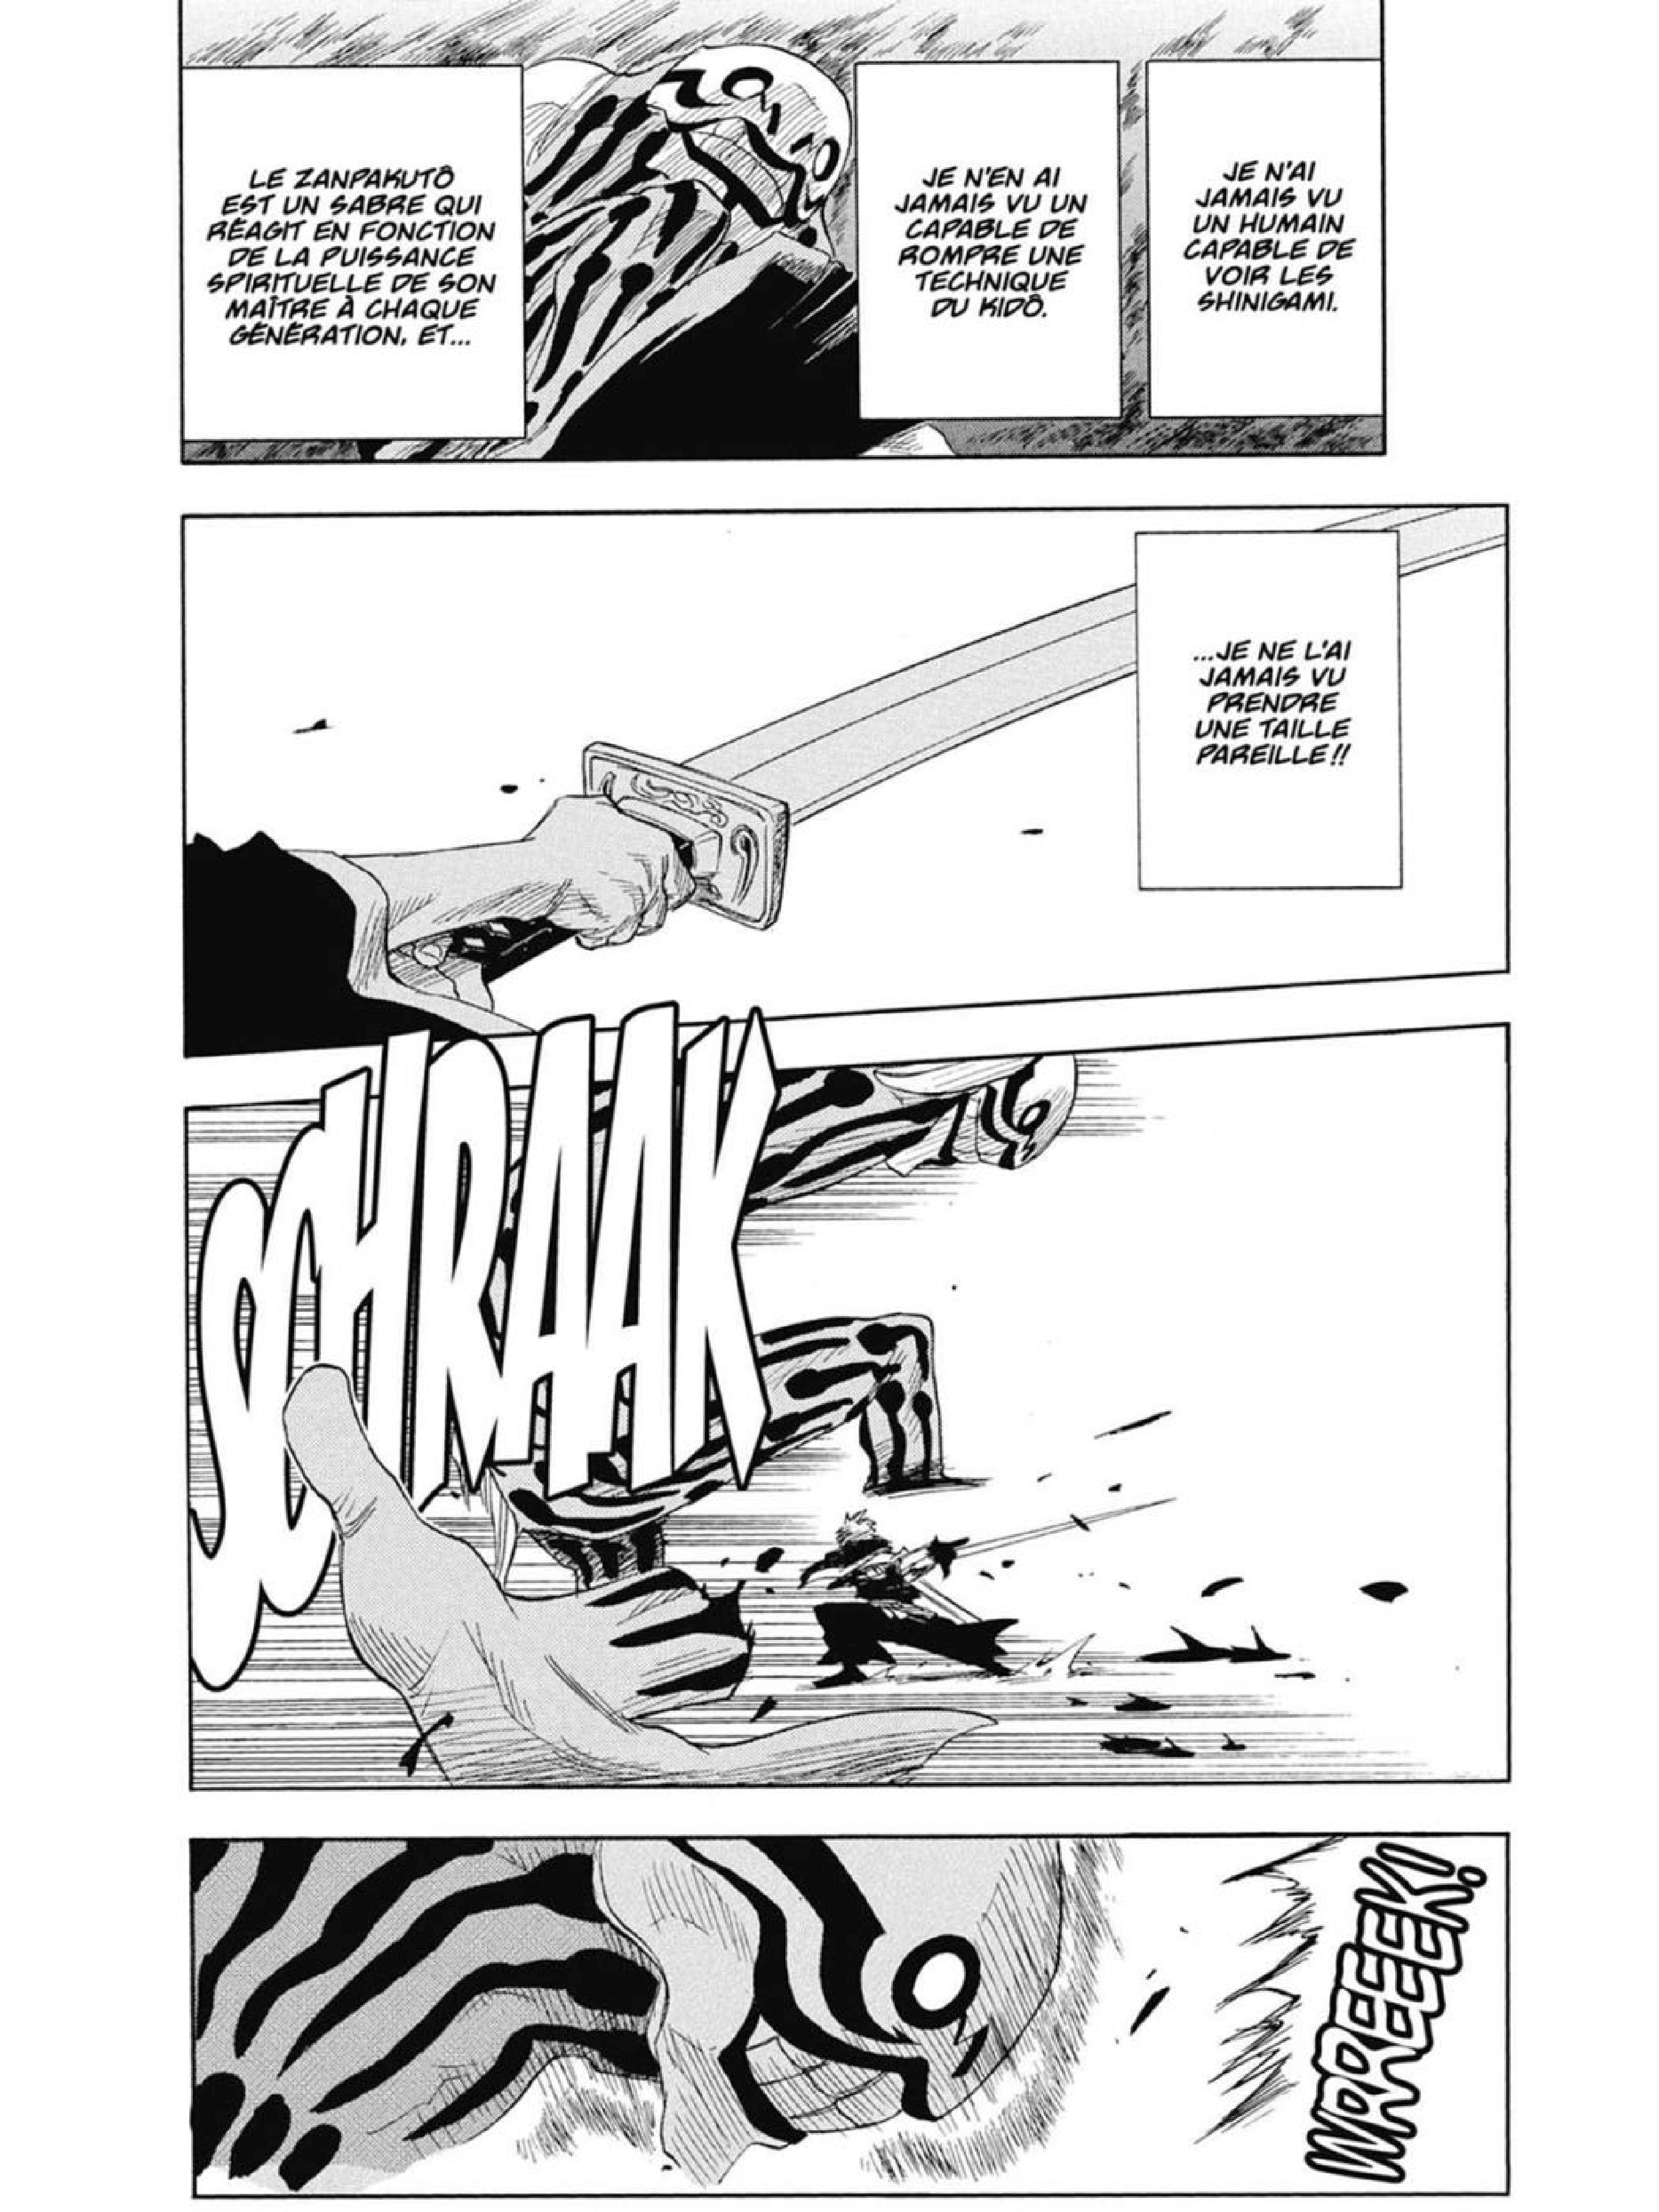 JE N'AI
JAMAIS VU
UN HUMAIN
CAPABLE DE
VOIR LES
SHINIGAMI.
JE N'EN AI
JAMAIS VU UN
CAPABLE DE
ROMPRE UNE
TECHNIQUE
DU KIDÔ.
LE ZANPAKUTÔ
EST UN SABRE QUI
RÉAGIT EN FONCTION
DE LA PUISSANCE
SPIRITUELLE DE SON
MAÎTRE À CHAQUE
GÉNÉRATION, ET...
...JE NE L'AI
JAMAIS VU
PRENDRE
UNE TAILLE
PAREILLE!!
SCHRAAK
WRREEEK!